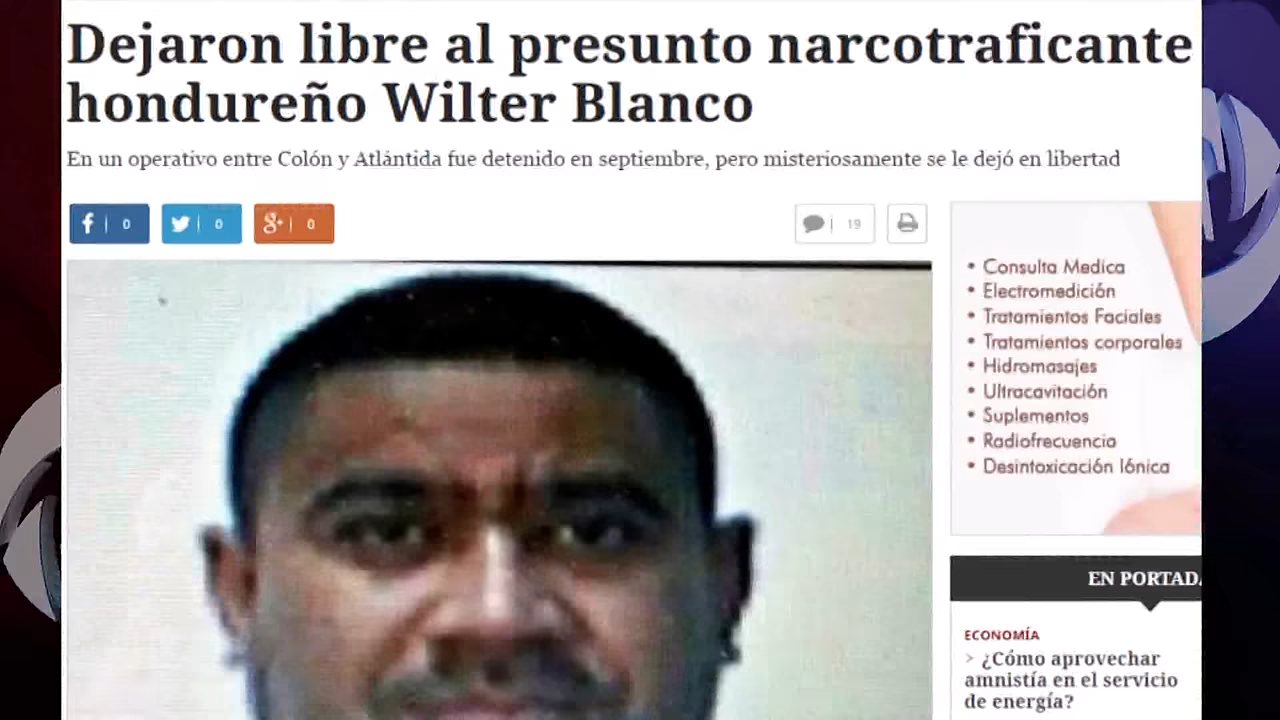 Dejaron libre al presunto narcotraficante
hondureño Wilter Blanco
En un operativo entre Colón y Atlántida fue detenido en septiembre, pero misteriosamente se le dejó en libertad
f | 0
| 0
g+ | 0
| 19
• Consulta Medica
• Electromedición
• Tratamientos Faciales
• Tratamientos corporales
• Hidromasajes
• Ultracavitación
• Suplementos
• Radiofrecuencia
• Desintoxicación Iónica
EN PORTADA
ECONOMÍA
> ¿Cómo aprovechar
amnistía en el servicio
de energía?